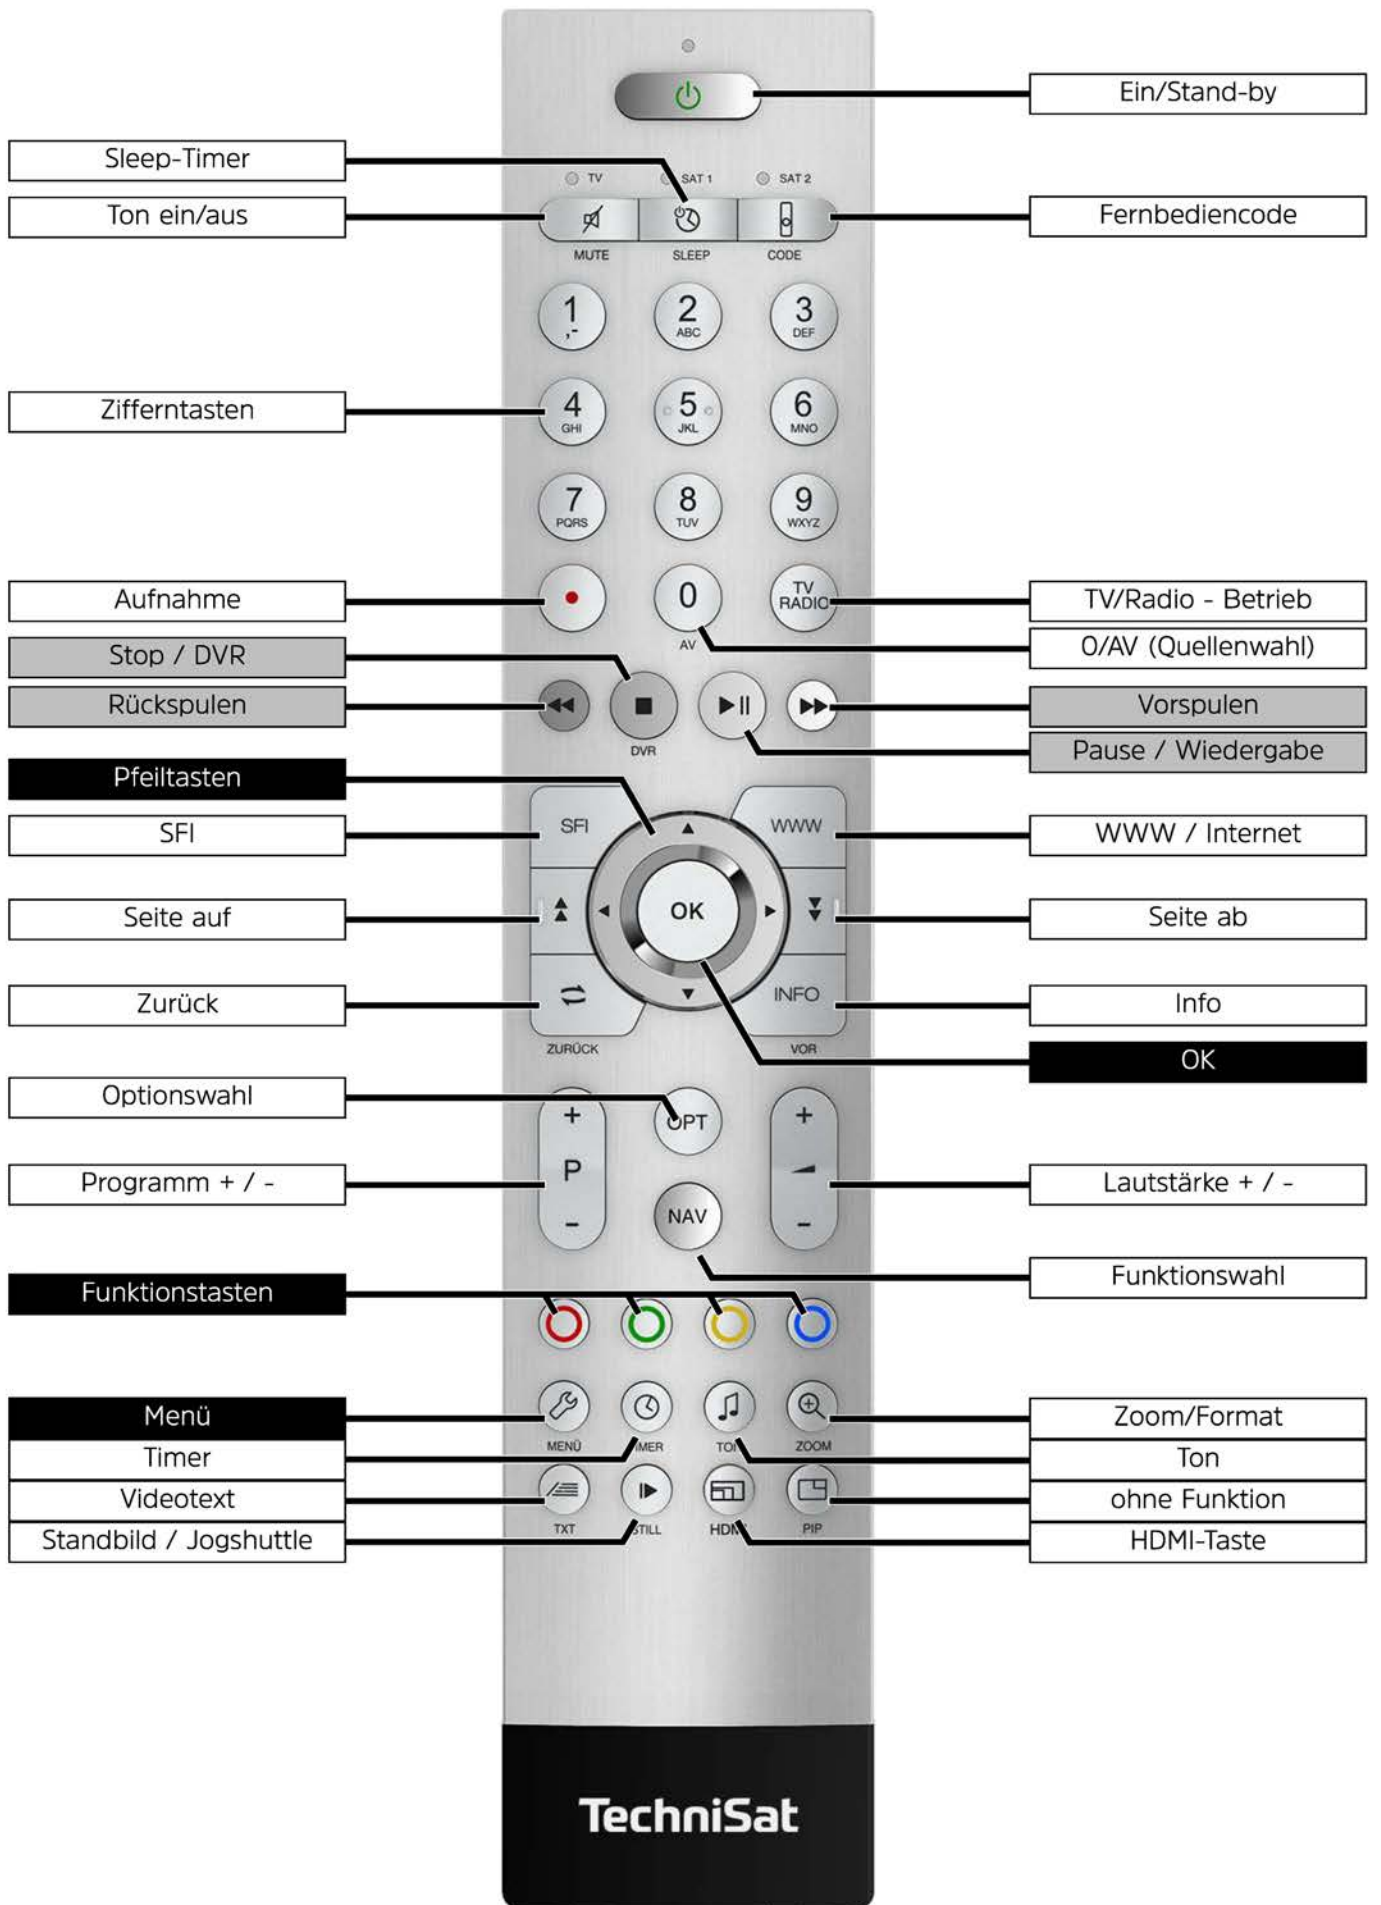 Ein/Stand-by
Sleep-Timer
TV
SAT 1
SAT 2
Ton ein/aus
Fernbediencode
MUTE
SLEEP
CODE
1
,-
2
ABC
3
DEF
Zifferntasten
4
GHI
5
JKL
6
MNO
7
PQRS
8
TUV
9
WXYZ
Aufnahme
0
TV
RADIO
TV/Radio - Betrieb
AV
0/AV (Quellenwahl)
Stop / DVR
Rückspulen
Vorspulen
DVR
Pause / Wiedergabe
Pfeiltasten
SFI
SFI
WWW
WWW / Internet
Seite auf
OK
Seite ab
Zurück
INFO
Info
ZURÜCK
VOR
OK
Optionswahl
+
OPT
+
Programm + / -
P
Lautstärke + / -
-
NAV
-
Funktionswahl
Funktionstasten
Menü
Zoom/Format
MENÜ
IMER
TO
ZOOM
Timer
Ton
Videotext
ohne Funktion
TXT
STILL
HDM
PIP
Standbild / Jogshuttle
HDMI-Taste
TechniSat